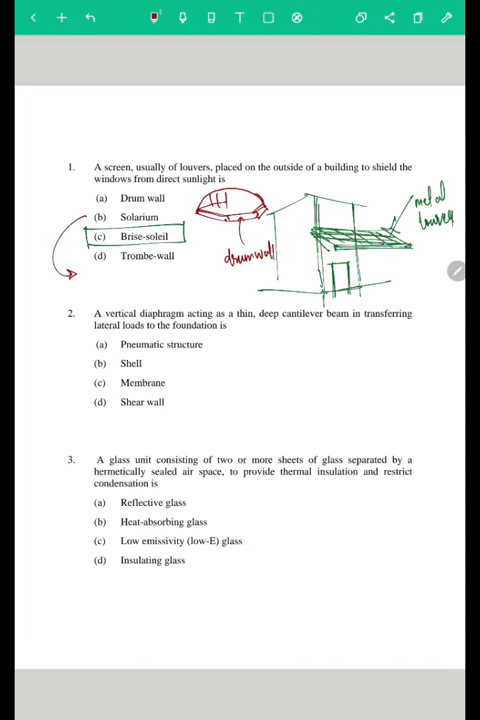 1. A screen, usually of louvers, placed on the outside of a building to shield the
windows from direct sunlight is
(a) Drum wall
(b) Solarium
(c) Brise-soleil
(d) Trombe-wall
drumwall
metal
louvers
2. A vertical diaphragm acting as a thin, deep cantilever beam in transferring
lateral loads to the foundation is
(a) Pneumatic structure
(b) Shell
(c) Membrane
(d) Shear wall
3. A glass unit consisting of two or more sheets of glass separated by a
hermetically sealed air space, to provide thermal insulation and restrict
condensation is
(a) Reflective glass
(b) Heat-absorbing glass
(c) Low emissivity (low-E) glass
(d) Insulating glass